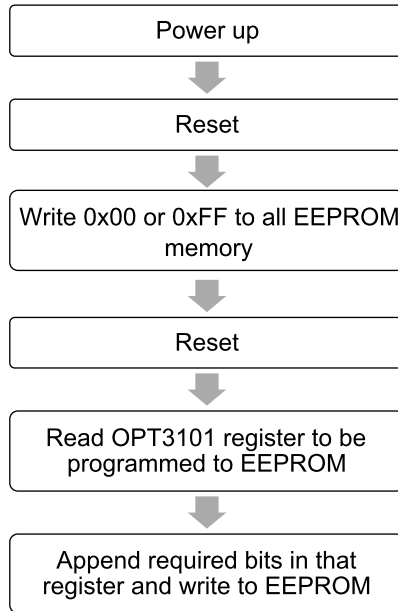 Power up
Reset
Write 0x00 or 0xFF to all EEPROM
memory
Reset
Read OPT3101 register to be
programmed to EEPROM
Append required bits in that
register and write to EEPROM